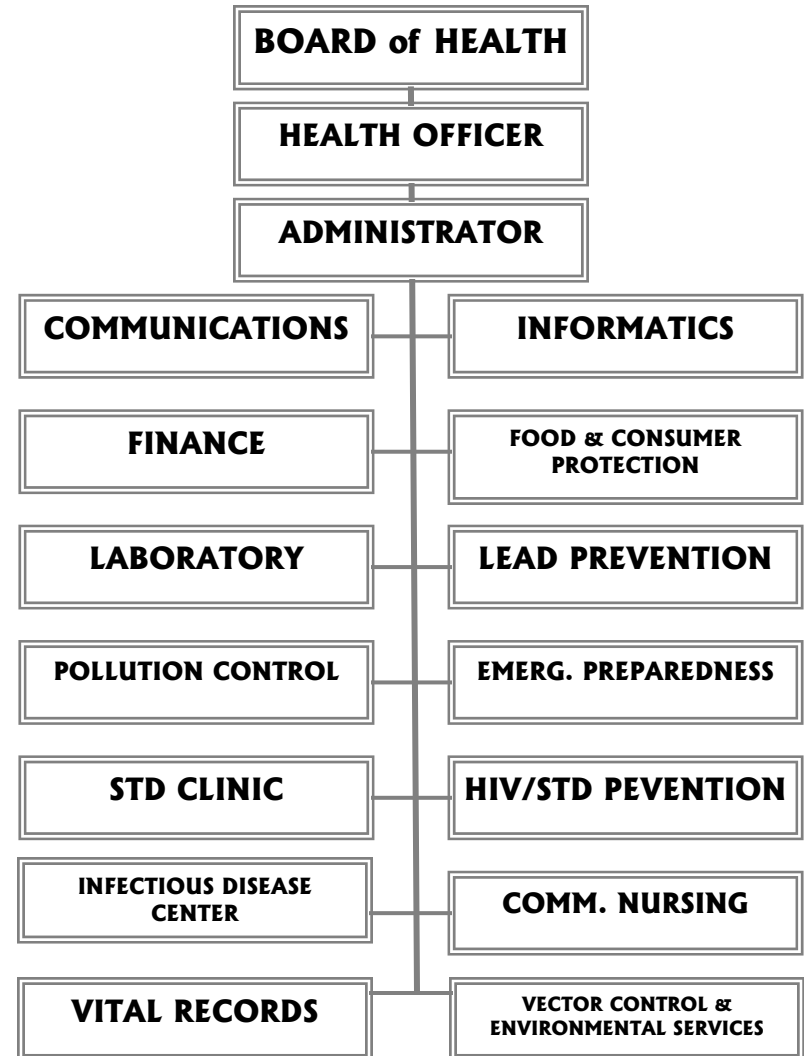 BOARD of HEALTH
HEALTH OFFICER
ADMINISTRATOR
COMMUNICATIONS
INFORMATICS
FINANCE
FOOD & CONSUMER
PROTECTION
LABORATORY
LEAD PREVENTION
POLLUTION CONTROL
EMERG. PREPAREDNESS
STD CLINIC
HIV/STD PEVENTION
INFECTIOUS DISEASE
CENTER
COMM. NURSING
VITAL RECORDS
VECTOR CONTROL &
ENVIRONMENTAL SERVICES